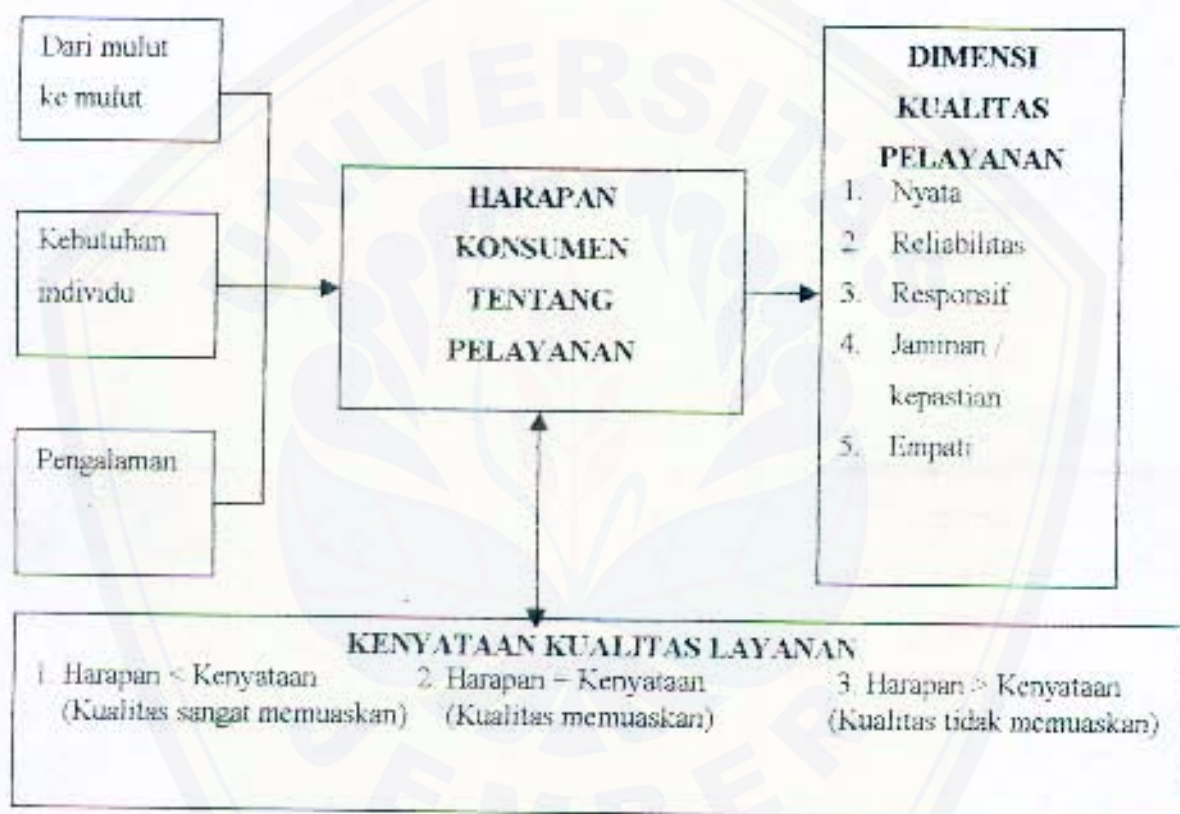 Dari mulut
ke mulut
Kebutuhan
individu
Pengalaman
HARAPAN
KONSUMEN
TENTANG
PELAYANAN
DIMENSI
KUALITAS
PELAYANAN
1. Nyata
2. Reliabilitas
3. Responsif
4. Jaminan /
kepastian
5. Empati
KENYATAAN KUALITAS LAYANAN
1. Harapan < Kenyataan
(Kualitas sangat memuaskan)
2. Harapan = Kenyataan
(Kualitas memuaskan)
3. Harapan > Kenyataan
(Kualitas tidak memuaskan)
UNIVERSITAS
JEMBER